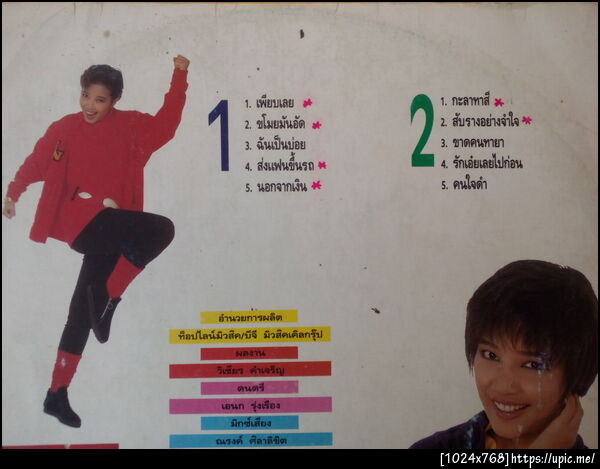 1
1. เพียบเลย
2. ขโมยมันอัด
3. ฉันเป็นบ่อย
4. ส่งแฟนขึ้นรถ
5. นอกจากเงิน
2
1. กะลาทาสี
2. สับรางอย่างจำใจ
3. ขาดคนทายา
4. รักเอ๋ยเลยไปก่อน
5. คนใจดำ
อำนวยการผลิต
ท็อปไลน์มิวสิค/บีจี มิวสิคเคิลกรุ๊ป
ผลงาน
วิเชียร คำเจริญ
ดนตรี
เอนก รุ่งเรือง
มิกซ์เสียง
ณรงค์ ศิลาลิขิต
[1024x768]https://upic.me/